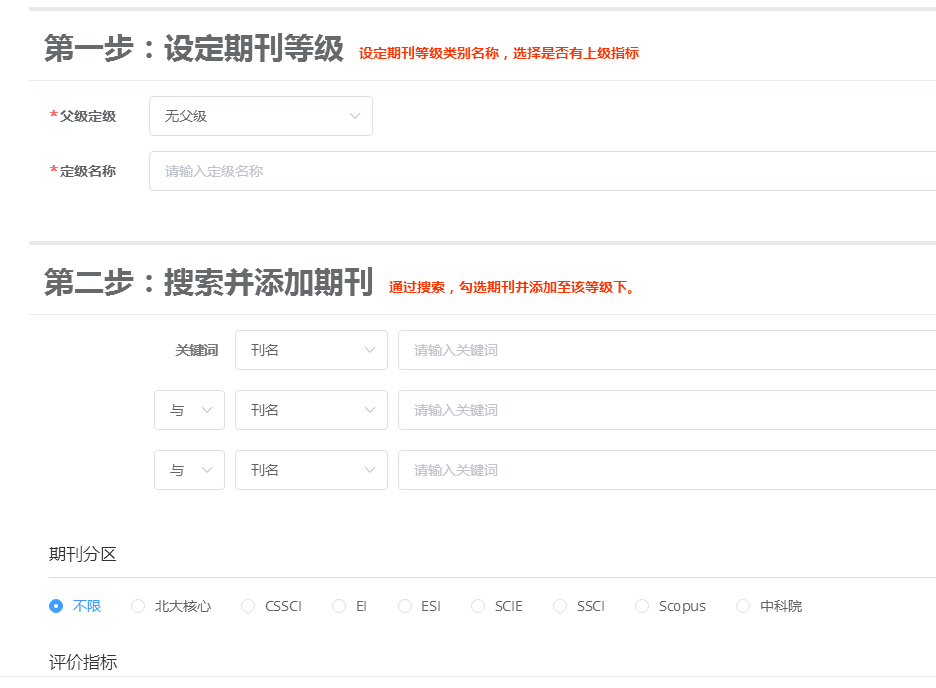 第一步：设定期刊等级 设定期刊等级类别名称，选择是否有上级指标
*父级定级 无父级
*定级名称 请输入定级名称
第二步：搜索并添加期刊 通过搜索，勾选期刊并添加至该等级下。
关键词 刊名 请输入关键词
与 刊名 请输入关键词
与 刊名 请输入关键词
期刊分区
不限 北大核心 CSSCI EI ESI SCIE SSCI Scopus 中科院
评价指标